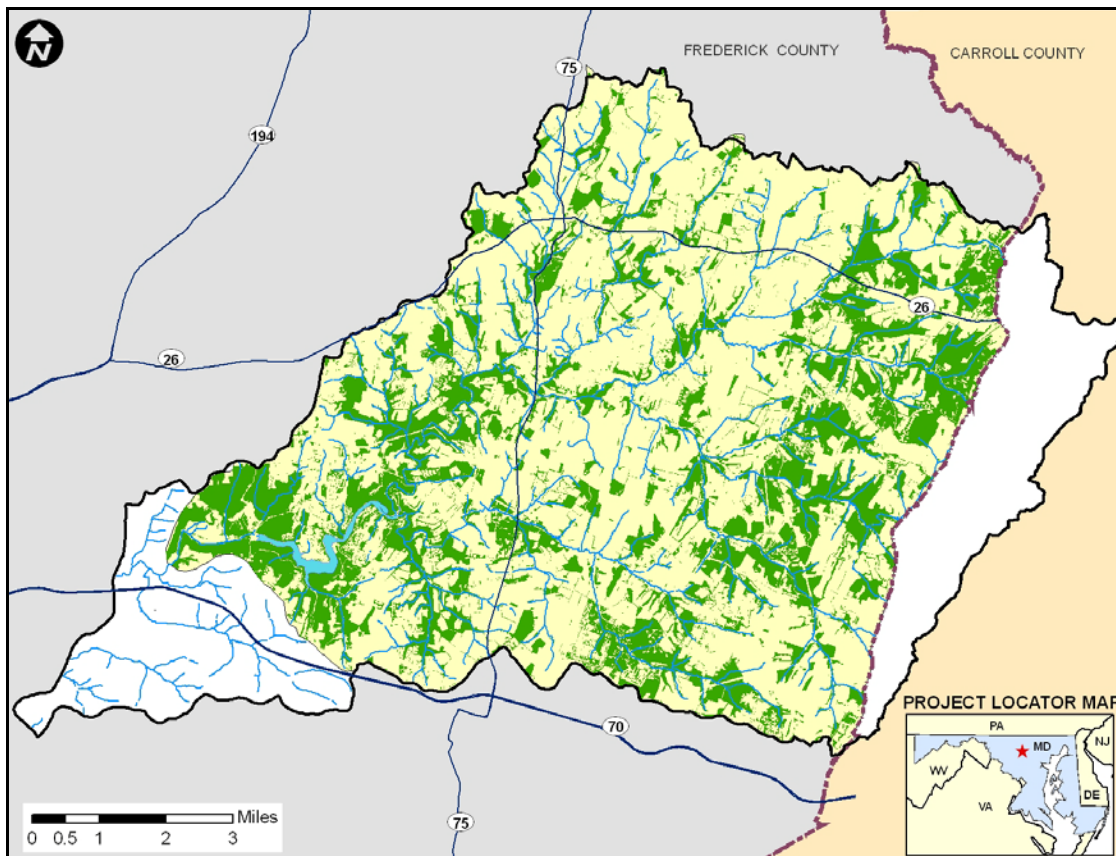 N
FREDERICK COUNTY
CARROLL COUNTY
75
194
26
26
70
75
PROJECT LOCATOR MAP
PA
NJ
MD
WV
DE
VA
Miles
0 0.5 1 2 3